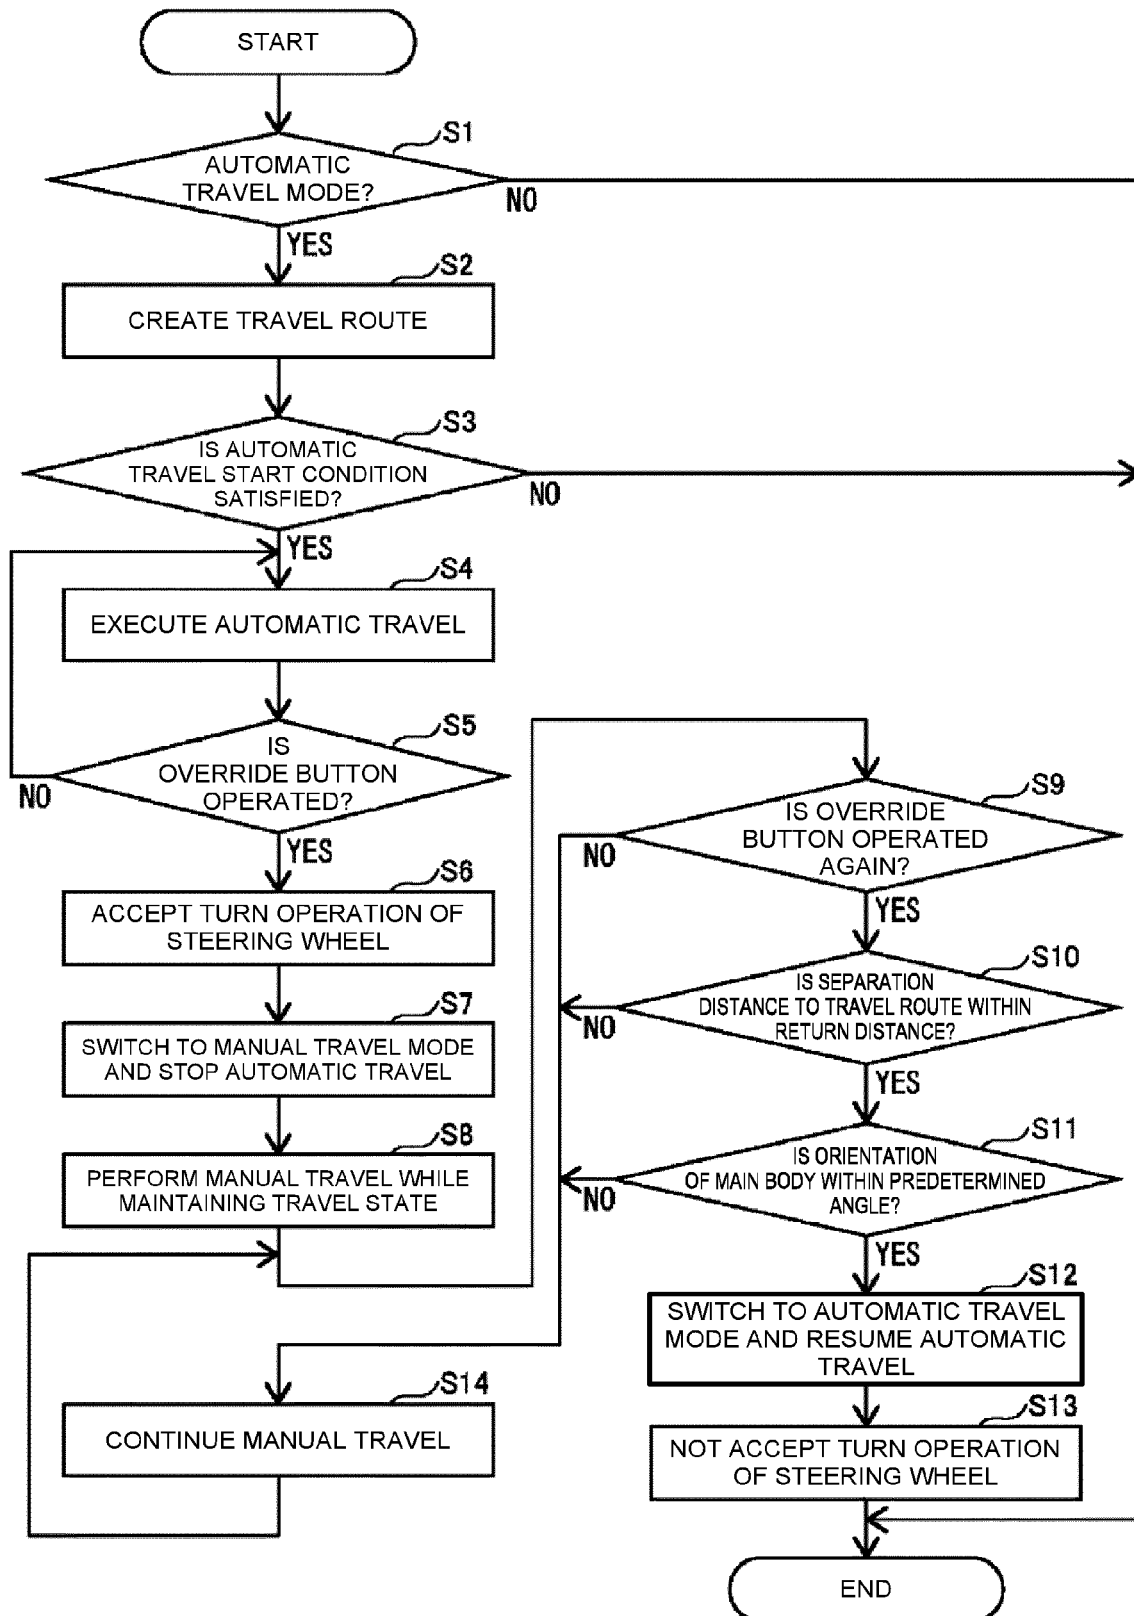 START
S1
AUTOMATIC
TRAVEL MODE?
NO
YES
S2
CREATE TRAVEL ROUTE
S3
IS AUTOMATIC
TRAVEL START CONDITION
SATISFIED?
NO
YES
S4
EXECUTE AUTOMATIC TRAVEL
S5
IS
OVERRIDE BUTTON
OPERATED?
NO
YES
S6
ACCEPT TURN OPERATION OF
STEERING WHEEL
S7
SWITCH TO MANUAL TRAVEL MODE
AND STOP AUTOMATIC TRAVEL
S8
PERFORM MANUAL TRAVEL WHILE
MAINTAINING TRAVEL STATE
S9
IS OVERRIDE
BUTTON OPERATED
AGAIN?
NO
YES
S10
IS SEPARATION
DISTANCE TO TRAVEL ROUTE WITHIN
RETURN DISTANCE?
NO
YES
S11
IS ORIENTATION
OF MAIN BODY WITHIN PREDETERMINED
ANGLE?
NO
YES
S12
SWITCH TO AUTOMATIC TRAVEL
MODE AND RESUME AUTOMATIC
TRAVEL
S13
NOT ACCEPT TURN OPERATION
OF STEERING WHEEL
S14
CONTINUE MANUAL TRAVEL
END